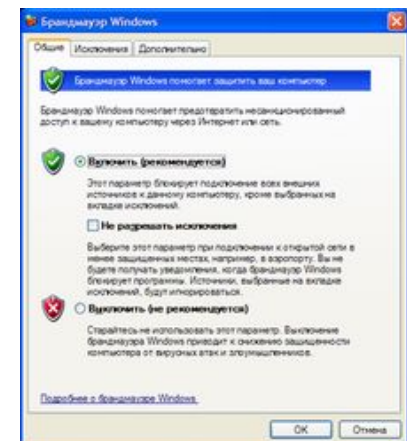 Брандмауэр Windows
Общие Исключения Дополнительно
Брандмауэр Windows помогает защитить ваш компьютер
Брандмауэр Windows помогает предотвратить несанкционированный
доступ к вашему компьютеру через Интернет или сеть.
Включить (рекомендуется)
Этот параметр блокирует подключение всех внешних
источников к данному компьютеру, кроме выбранных на
вкладке исключений.
Не разрешать исключения
Выберите этот параметр при подключении к открытой сети в
менее защищенных местах, например, в аэропорту. Вы не
будете получать уведомления, когда брандмауэр Windows
блокирует программы. Источники, выбранные на вкладке
исключений, будут игнорироваться.
Выключить (не рекомендуется)
Старайтесь не использовать этот параметр. Выключение
брандмауэра Windows приводит к снижению защищенности
компьютера от вирусных атак и злоумышленников.
Подробнее о брандмауэре Windows.
ОК Отмена